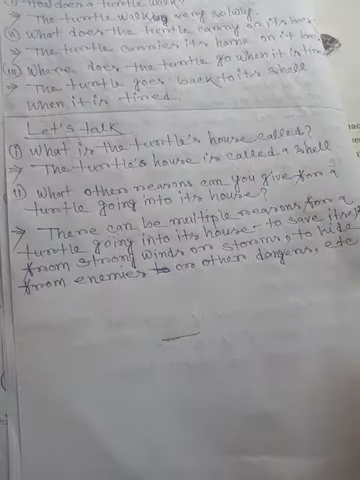 (i) How does a turtle walk?
→ The turtle walks very slowly.
(ii) What does the turtle carry on its back
→ The turtle carries its home on it
(iii) Where does the turtle go when it is tired
→ The turtle goes back to its shell
when it is tired.
Let's talk
(i) What is the turtle's house called?
→ The turtle's house is called a shell
(ii) What other reasons can you give for a
turtle going into its house?
→ There can be multiple reasons for a
turtle going into its house - to save itself
from strong winds or storms, to hide
from enemies or other dangers, etc